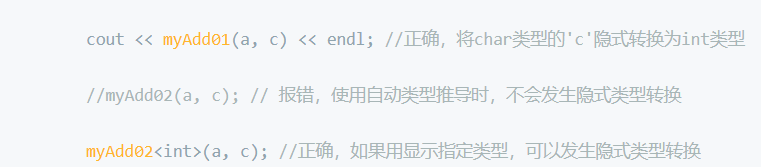 cout << myAdd01(a, c) << endl; //正确，将char类型的'c'隐式转换为int类型
//myAdd02(a, c); // 报错，使用自动类型推导时，不会发生隐式类型转换
myAdd02<int>(a, c); //正确，如果用显示指定类型，可以发生隐式类型转换